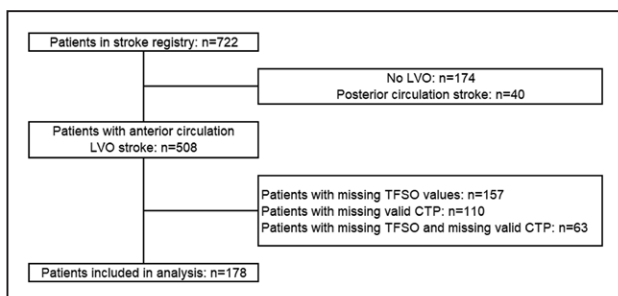 Patients in stroke registry: n=722
No LVO: n=174
Posterior circulation stroke: n=40
Patients with anterior circulation
LVO stroke: n=508
Patients with missing TFSO values: n=157
Patients with missing valid CTP: n=110
Patients with missing TFSO and missing valid CTP: n=63
Patients included in analysis: n=178